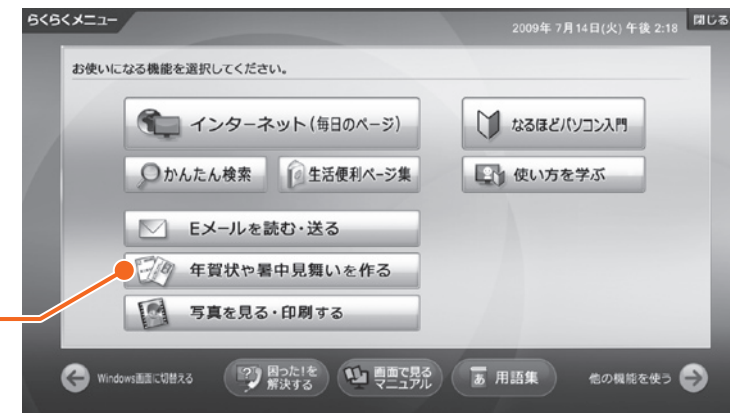 らくらくメニュー
2009年 7月14日(火) 午後 2:18
閉じる
お使いになる機能を選択してください。
インターネット(毎日のページ)
なるほどパソコン入門
かんたん検索
生活便利ページ集
使い方を学ぶ
Eメールを読む・送る
年賀状や暑中見舞いを作る
写真を見る・印刷する
Windows画面に切替える
困った!を
解決する
画面で見る
マニュアル
あ 用語集
他の機能を使う